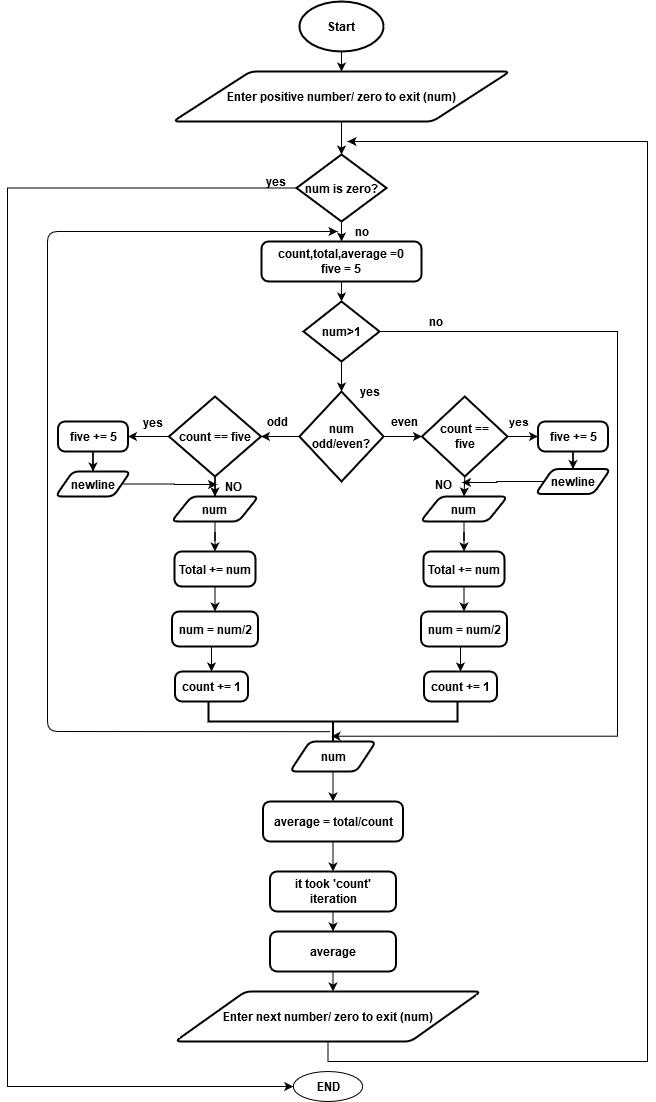 Start
Enter positive number/ zero to exit (num)
yes
num is zero?
no
count,total,average =0
five = 5
num>1
no
yes
five += 5
yes
count == five
odd
num
odd/even?
even
count ==
five
yes
five += 5
newline
NO
num
NO
num
newline
Total += num
Total += num
num = num/2
num = num/2
count += 1
count += 1
num
average = total/count
it took 'count'
iteration
average
Enter next number/ zero to exit (num)
END